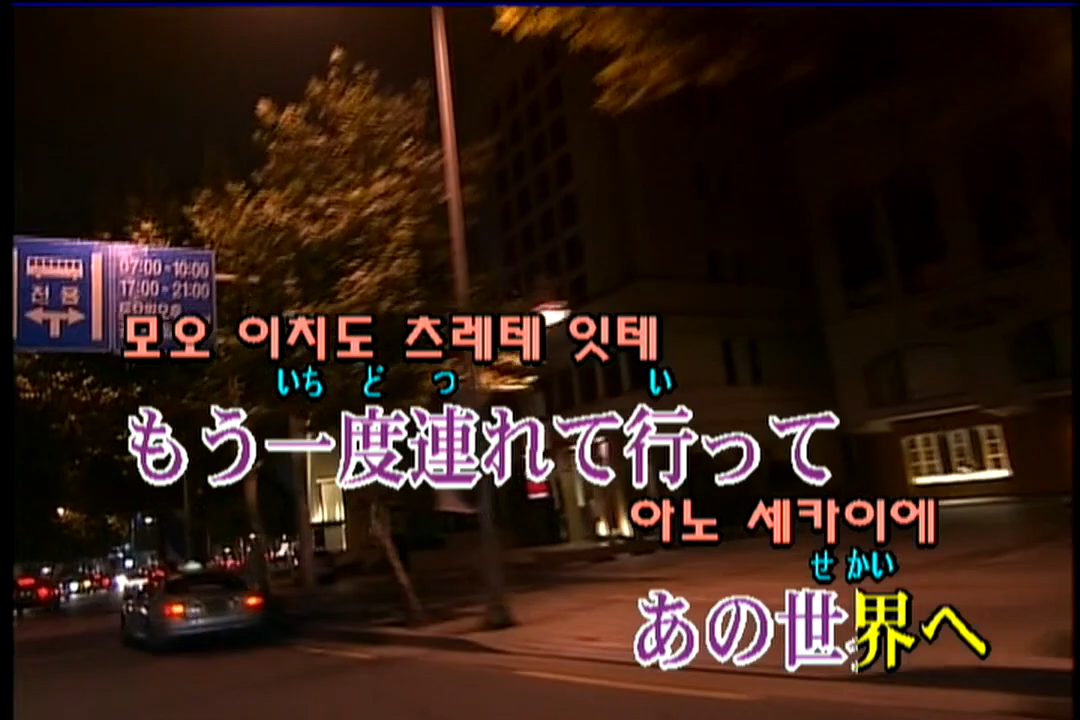 07:00~10:00
17:00~21:00
전용
모오 이치도 츠레테 잇테
いち ど つ い
もう一度連れて行って
아노 세카이에
せ かい
あの世界へ